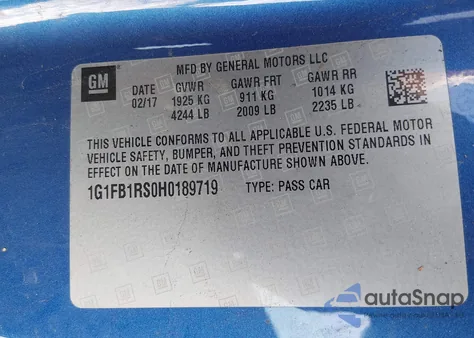 GM
MFD BY GENERAL MOTORS LLC
DATE GVWR GAWR FRT GAWR RR
02/17 1925 KG 911 KG 1014 KG
4244 LB 2009 LB 2235 LB
THIS VEHICLE CONFORMS TO ALL APPLICABLE U.S. FEDERAL MOTOR
VEHICLE SAFETY, BUMPER, AND THEFT PREVENTION STANDARDS IN
EFFECT ON THE DATE OF MANUFACTURE SHOWN ABOVE.
1G1FB1RS0H0189719 TYPE: PASS CAR
autoSnap